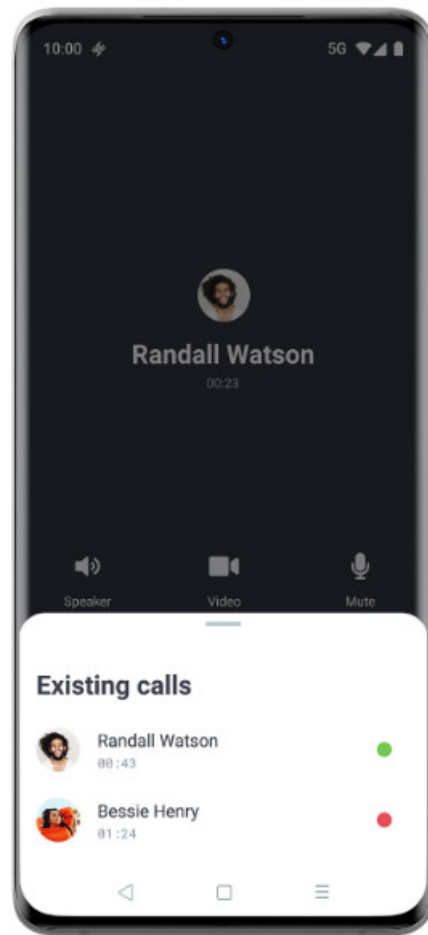 10:00 5G
Randall Watson
00:23
Speaker Video Mute
Existing calls
Randall Watson
00:43
Bessie Henry
01:24